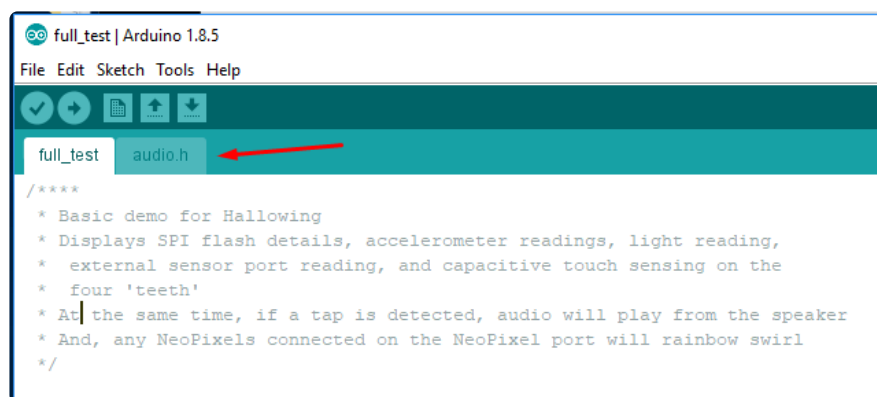 full_test | Arduino 1.8.5
File Edit Sketch Tools Help
full_test audio.h
/****
* Basic demo for Hallowing
* Displays SPI flash details, accelerometer readings, light reading,
*  external sensor port reading, and capacitive touch sensing on the
*  four 'teeth'
* At the same time, if a tap is detected, audio will play from the speaker
* And, any NeoPixels connected on the NeoPixel port will rainbow swirl
*/